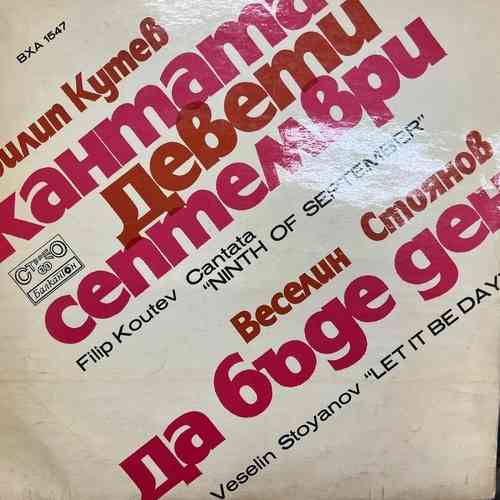 BXA 1547
Филип Кутев
кантата
Девети
септември
Filip Koutev Cantata
"NINTH OF SEPTEMBER"
СТЕРЕО
Балкантон
Веселин Стоянов
да бъде ден
Veselin Stoyanov "LET IT BE DAY"